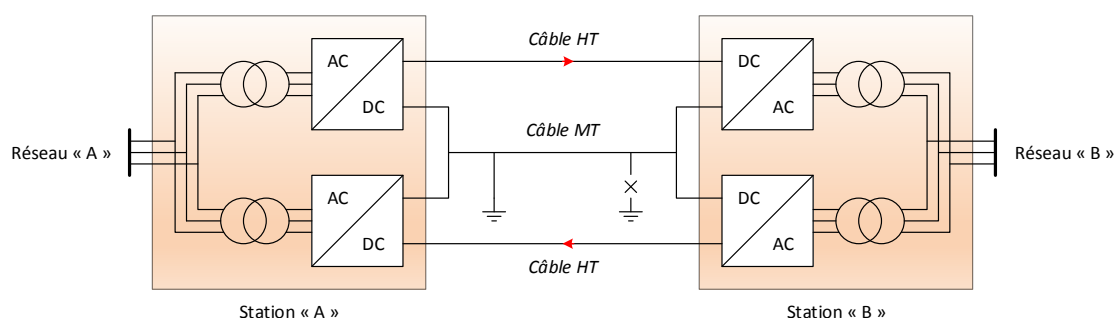 Câble HT
AC
DC
DC
AC
Réseau « A »
Câble MT
Réseau « B »
AC
DC
DC
AC
Câble HT
Station « A »
Station « B »